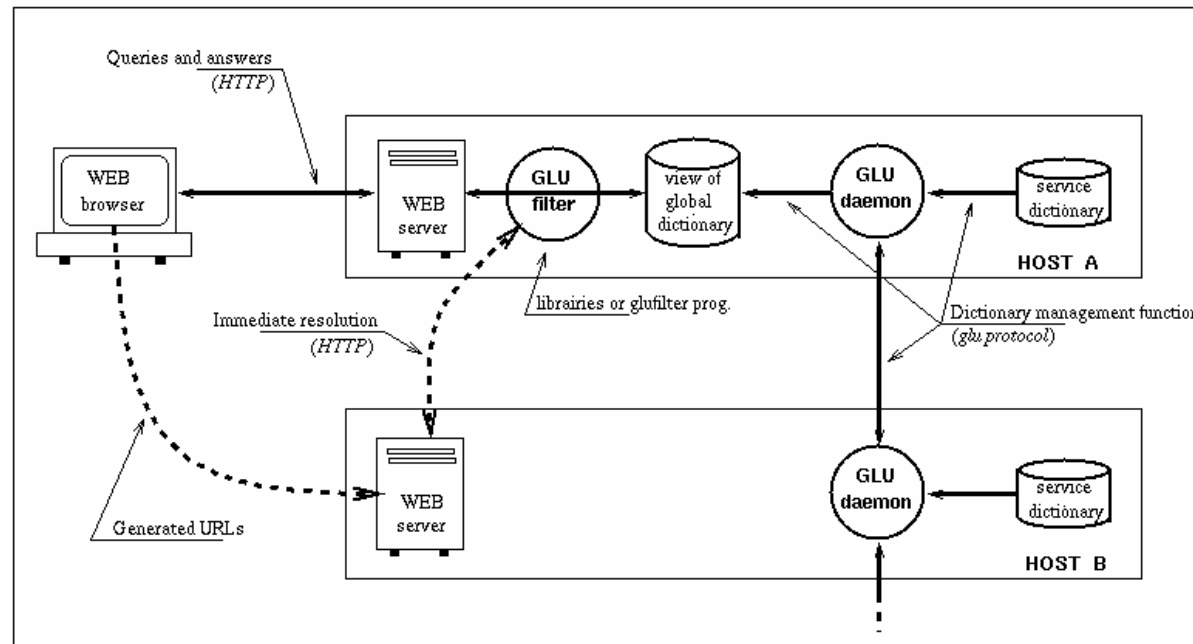 Queries and answers
(HTTP)
WEB
browser
WEB
server
GLU
filter
view of
global
dictionary
GLU
daemon
service
dictionary
HOST A
librairies or glufilter prog.
Immediate resolution
(HTTP)
Dictionary management function
(glu protocol)
WEB
server
GLU
daemon
service
dictionary
Generated URLs
HOST B